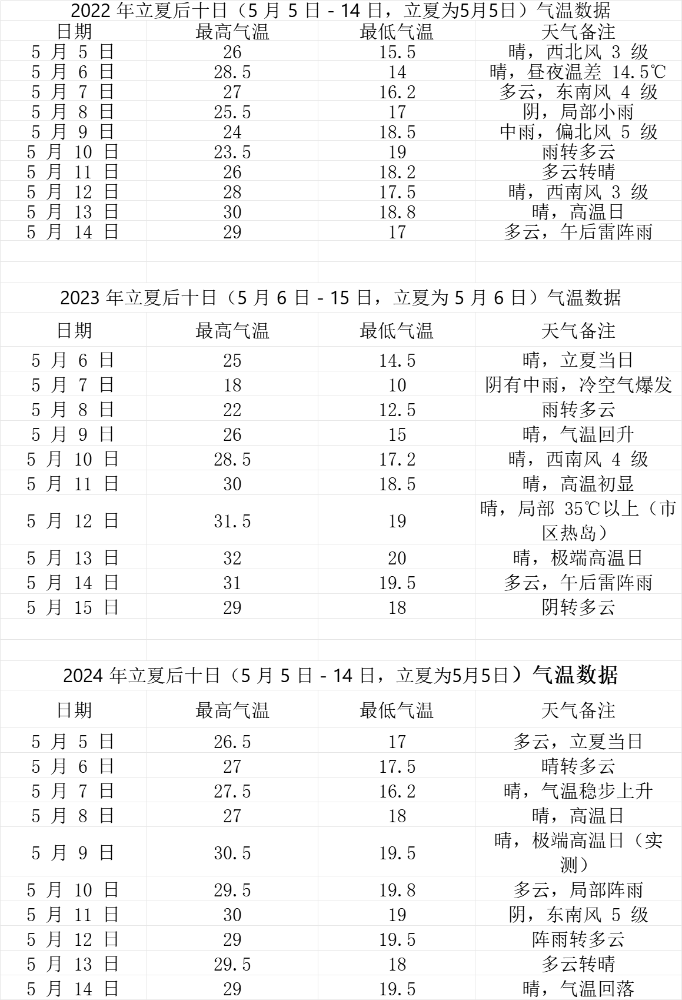 2022 年立夏后十日（5 月 5 日 - 14 日，立夏为5月5日）气温数据
日期 最高气温 最低气温 天气备注
5 月 5 日 26 15.5 晴，西北风 3 级
5 月 6 日 28.5 14 晴，昼夜温差 14.5℃
5 月 7 日 27 16.2 多云，东南风 4 级
5 月 8 日 25.5 17 阴，局部小雨
5 月 9 日 24 18.5 中雨，偏北风 5 级
5 月 10 日 23.5 19 雨转多云
5 月 11 日 26 18.2 多云转晴
5 月 12 日 28 17.5 晴，西南风 3 级
5 月 13 日 30 18.8 晴，高温日
5 月 14 日 29 17 多云，午后雷阵雨
2023 年立夏后十日（5 月 6 日 - 15 日，立夏为 5 月 6 日）气温数据
日期 最高气温 最低气温 天气备注
5 月 6 日 25 14.5 晴，立夏当日
5 月 7 日 18 10 阴有中雨，冷空气爆发
5 月 8 日 22 12.5 雨转多云
5 月 9 日 26 15 晴，气温回升
5 月 10 日 28.5 17.2 晴，西南风 4 级
5 月 11 日 30 18.5 晴，高温初显
5 月 12 日 31.5 19 晴，局部 35℃以上（市
区热岛）
5 月 13 日 32 20 晴，极端高温日
5 月 14 日 31 19.5 多云，午后雷阵雨
5 月 15 日 29 18 阴转多云
2024 年立夏后十日（5 月 5 日 - 14 日，立夏为5月5日）气温数据
日期 最高气温 最低气温 天气备注
5 月 5 日 26.5 17 多云，立夏当日
5 月 6 日 27 17.5 晴转多云
5 月 7 日 27.5 16.2 晴，气温稳步上升
5 月 8 日 27 18 晴，高温日
5 月 9 日 30.5 19.5 晴，极端高温日（实
测）
5 月 10 日 29.5 19.8 多云，局部阵雨
5 月 11 日 30 19 阴，东南风 5 级
5 月 12 日 29 19.5 阵雨转多云
5 月 13 日 29.5 18 多云转晴
5 月 14 日 29 19.5 晴，气温回落